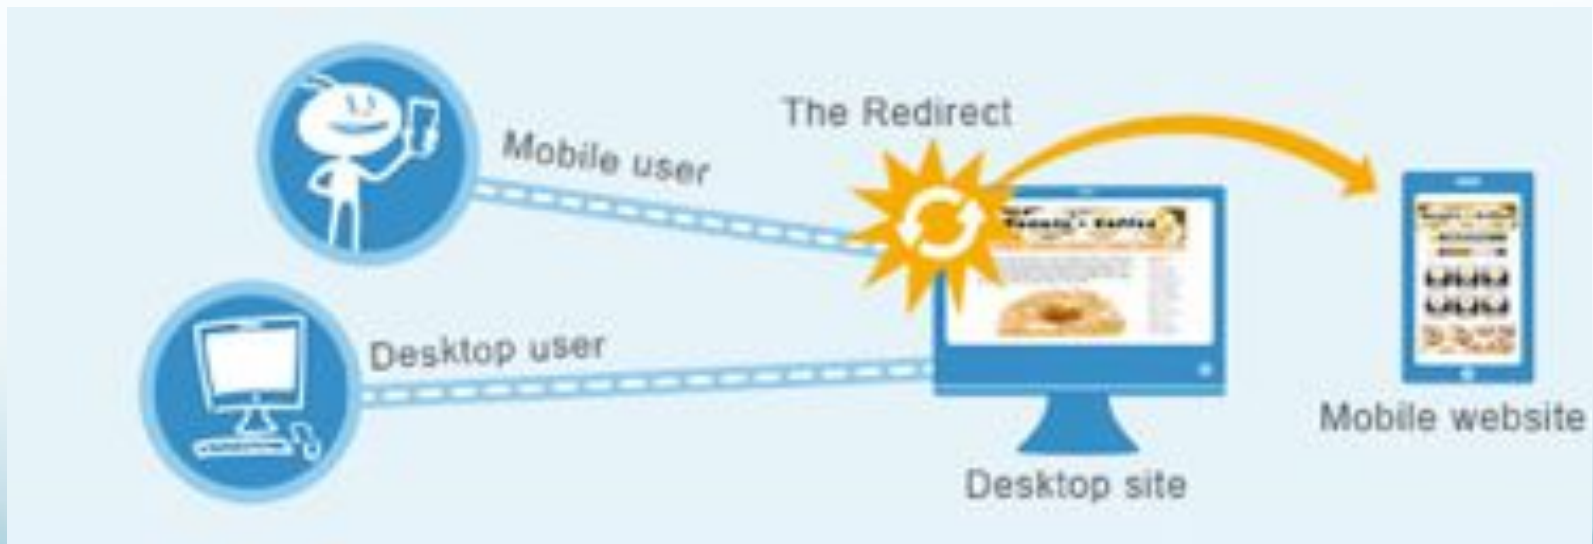 The Redirect
Mobile user
Desktop user
Desktop site
Mobile website